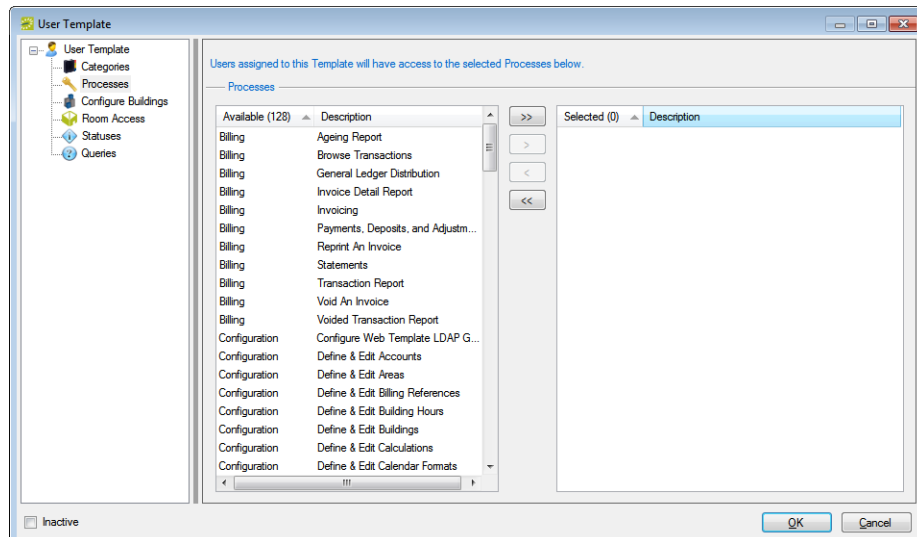 User Template
User Template
Categories
Processes
Configure Buildings
Room Access
Statuses
Queries
Users assigned to this Template will have access to the selected Processes below.
Processes
Available (128) Description
Billing Ageing Report
Billing Browse Transactions
Billing General Ledger Distribution
Billing Invoice Detail Report
Billing Invoicing
Billing Payments, Deposits, and Adjustm...
Billing Reprint An Invoice
Billing Statements
Billing Transaction Report
Billing Void An Invoice
Billing Voided Transaction Report
Configuration Configure Web Template LDAP G...
Configuration Define & Edit Accounts
Configuration Define & Edit Areas
Configuration Define & Edit Billing References
Configuration Define & Edit Building Hours
Configuration Define & Edit Buildings
Configuration Define & Edit Calculations
Configuration Define & Edit Calendar Formats
>>
>
<
<<
Selected (0) Description
Inactive
OK Cancel